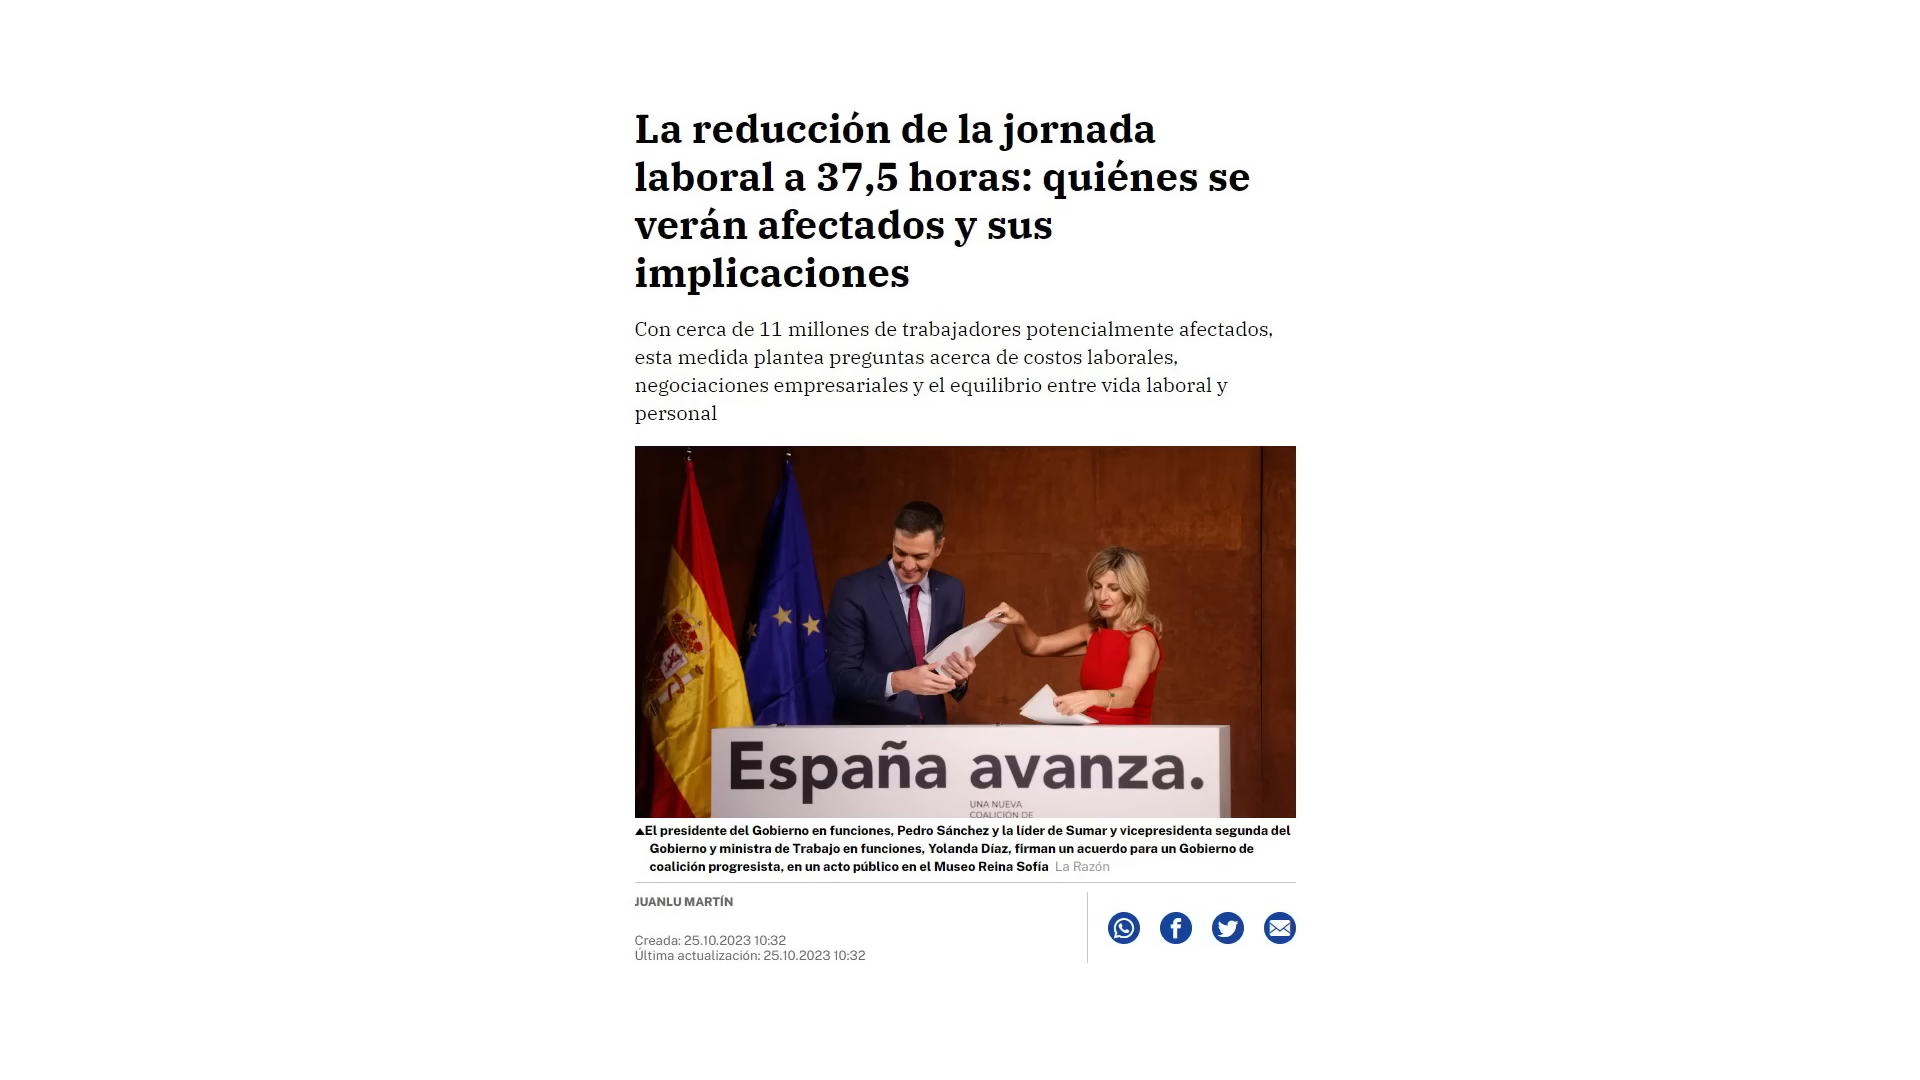 La reducción de la jornada
laboral a 37,5 horas: quiénes se
verán afectados y sus
implicaciones
Con cerca de 11 millones de trabajadores potencialmente afectados,
esta medida plantea preguntas acerca de costos laborales,
negociaciones empresariales y el equilibrio entre vida laboral y
personal
España avanza.
UNA NUEVA
COALICIÓN DE
▲El presidente del Gobierno en funciones, Pedro Sánchez y la líder de Sumar y vicepresidenta segunda del
Gobierno y ministra de Trabajo en funciones, Yolanda Díaz, firman un acuerdo para un Gobierno de
coalición progresista, en un acto público en el Museo Reina Sofía La Razón
JUANLU MARTÍN
Creada: 25.10.2023 10:32
Última actualización: 25.10.2023 10:32